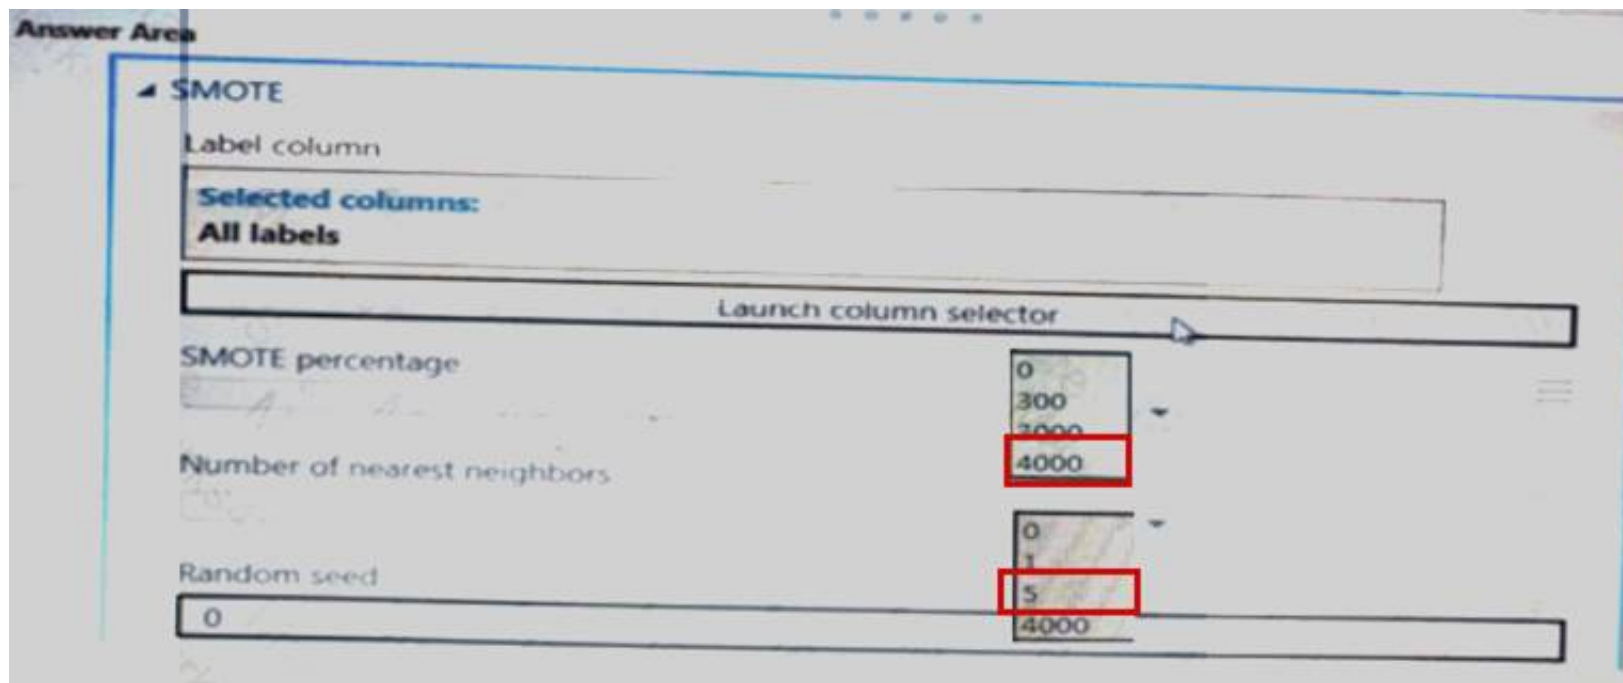 Answer Area
SMOTE
Label column
Selected columns:
All labels
Launch column selector
SMOTE percentage
0
300
3000
4000
Number of nearest neighbors
0
1
5
4000
Random seed
0